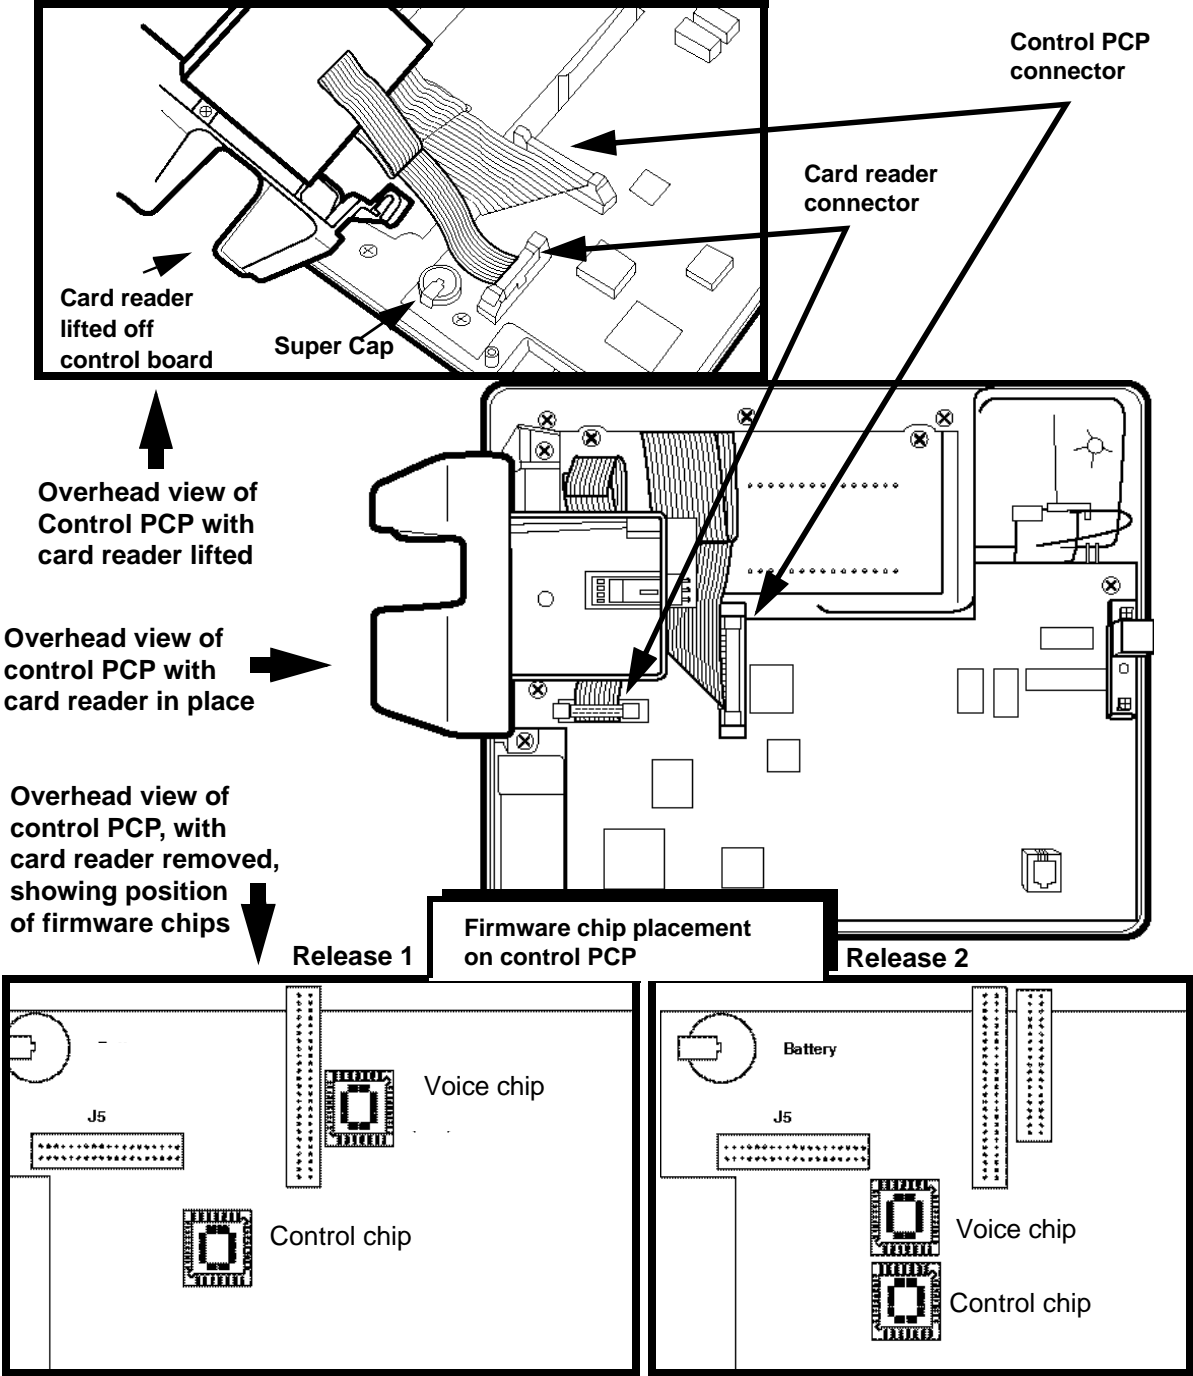 Control PCP
connector
Card reader
connector
Card reader
lifted off
control board
Super Cap
Overhead view of
Control PCP with
card reader lifted
Overhead view of
control PCP with
card reader in place
Overhead view of
control PCP, with
card reader removed,
showing position
of firmware chips
Firmware chip placement
on control PCP
Release 1
Release 2
J5
Voice chip
Control chip
Battery
J5
Voice chip
Control chip